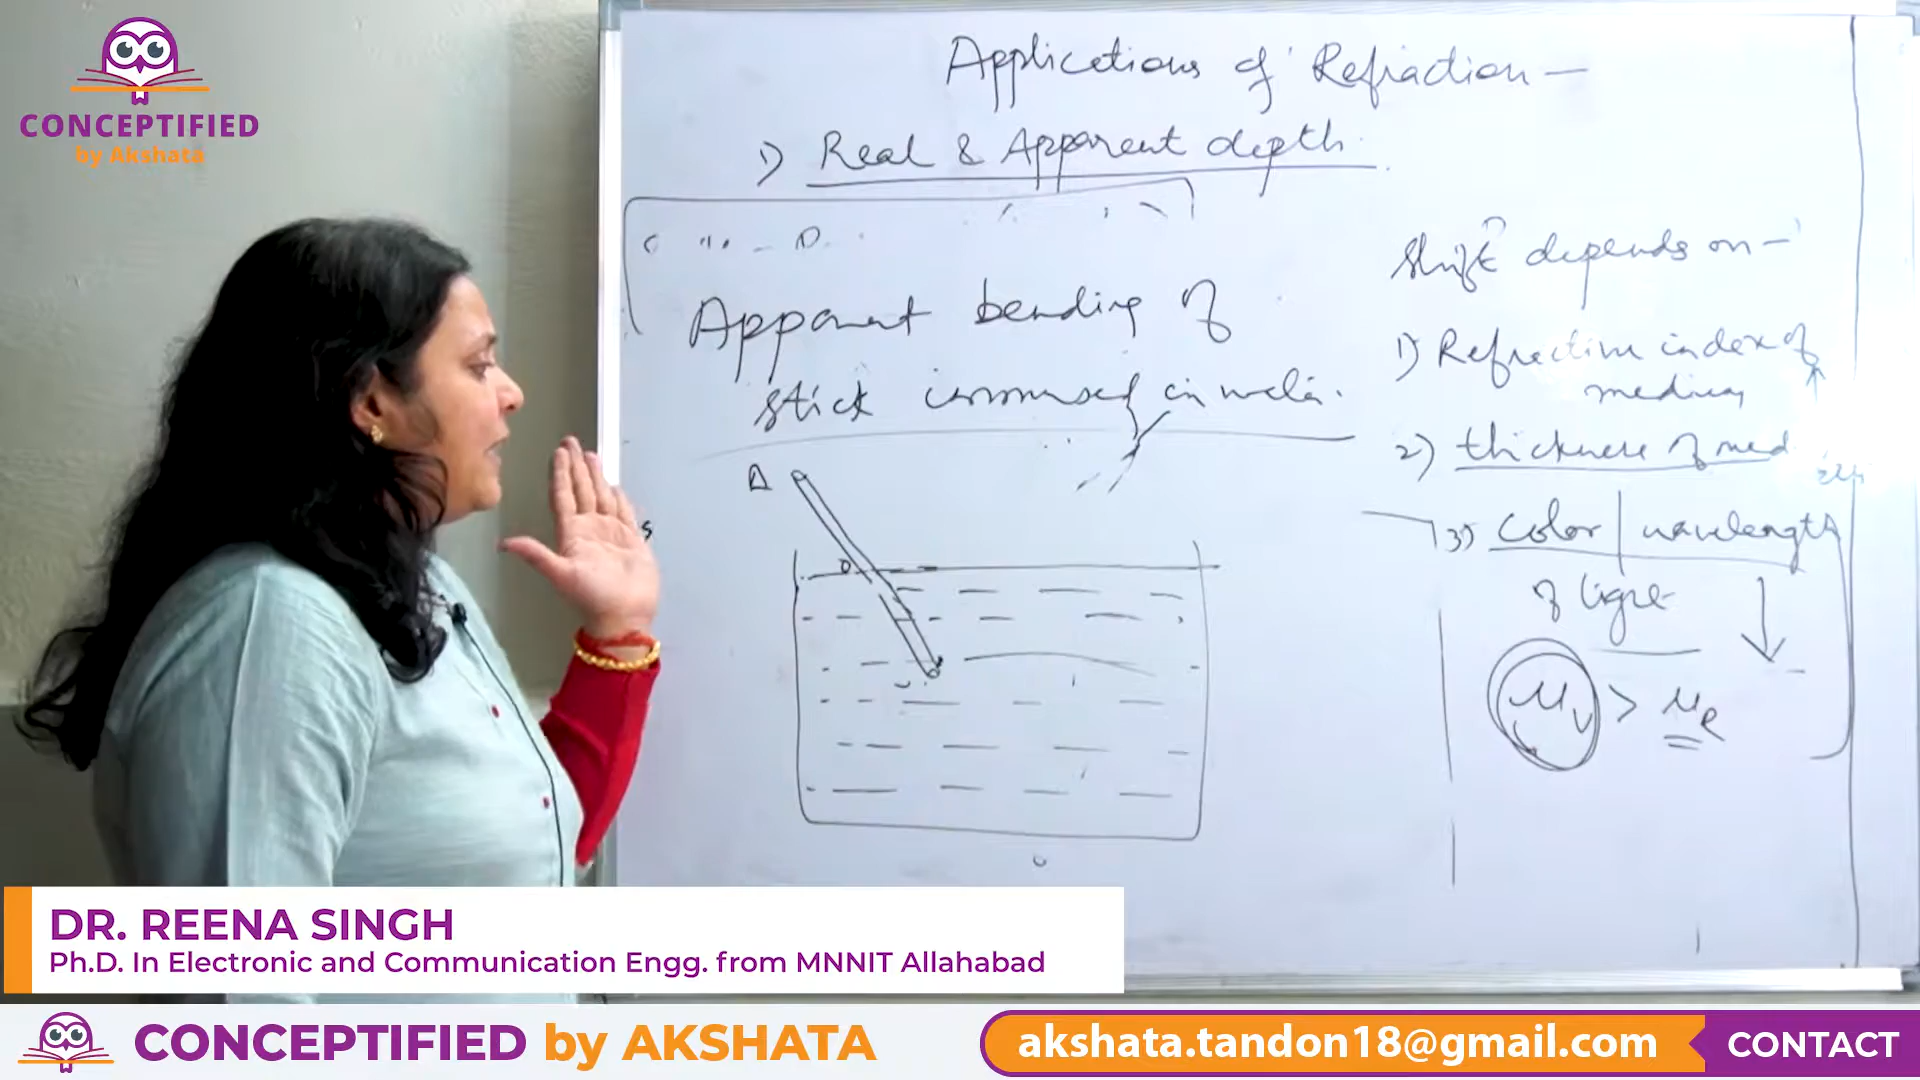 CONCEPTIFIED
by Akshata
Applications of Refraction —
1) Real & Apparent depth.
Apparent bending of
stick immersed in water.
A
O
Shift depends on —
1) Refractive index of
medium
2) thickness of med
3) Color | wavelength
of light
μV > μR
DR. REENA SINGH
Ph.D. In Electronic and Communication Engg. from MNNIT Allahabad
CONCEPTIFIED by AKSHATA
akshata.tandon18@gmail.com
CONTACT